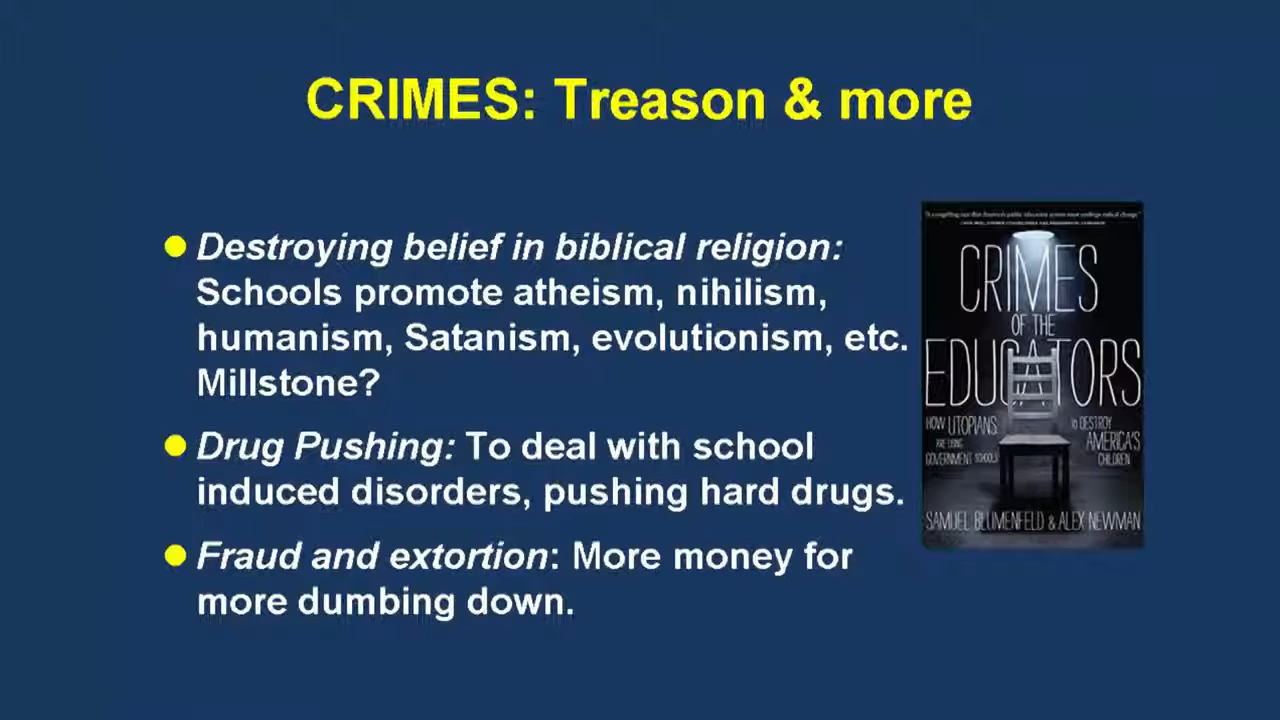 CRIMES: Treason & more
Destroying belief in biblical religion:
Schools promote atheism, nihilism,
humanism, Satanism, evolutionism, etc.
Millstone?
Drug Pushing: To deal with school
induced disorders, pushing hard drugs.
Fraud and extortion: More money for
more dumbing down.
CRIMES
OF THE
EDUCATORS
HOW UTOPIANS
ARE USING
GOVERNMENT SCHOOLS
TO DESTROY
AMERICA'S
CHILDREN
SAMUEL BLUMENFELD & ALEX NEWMAN